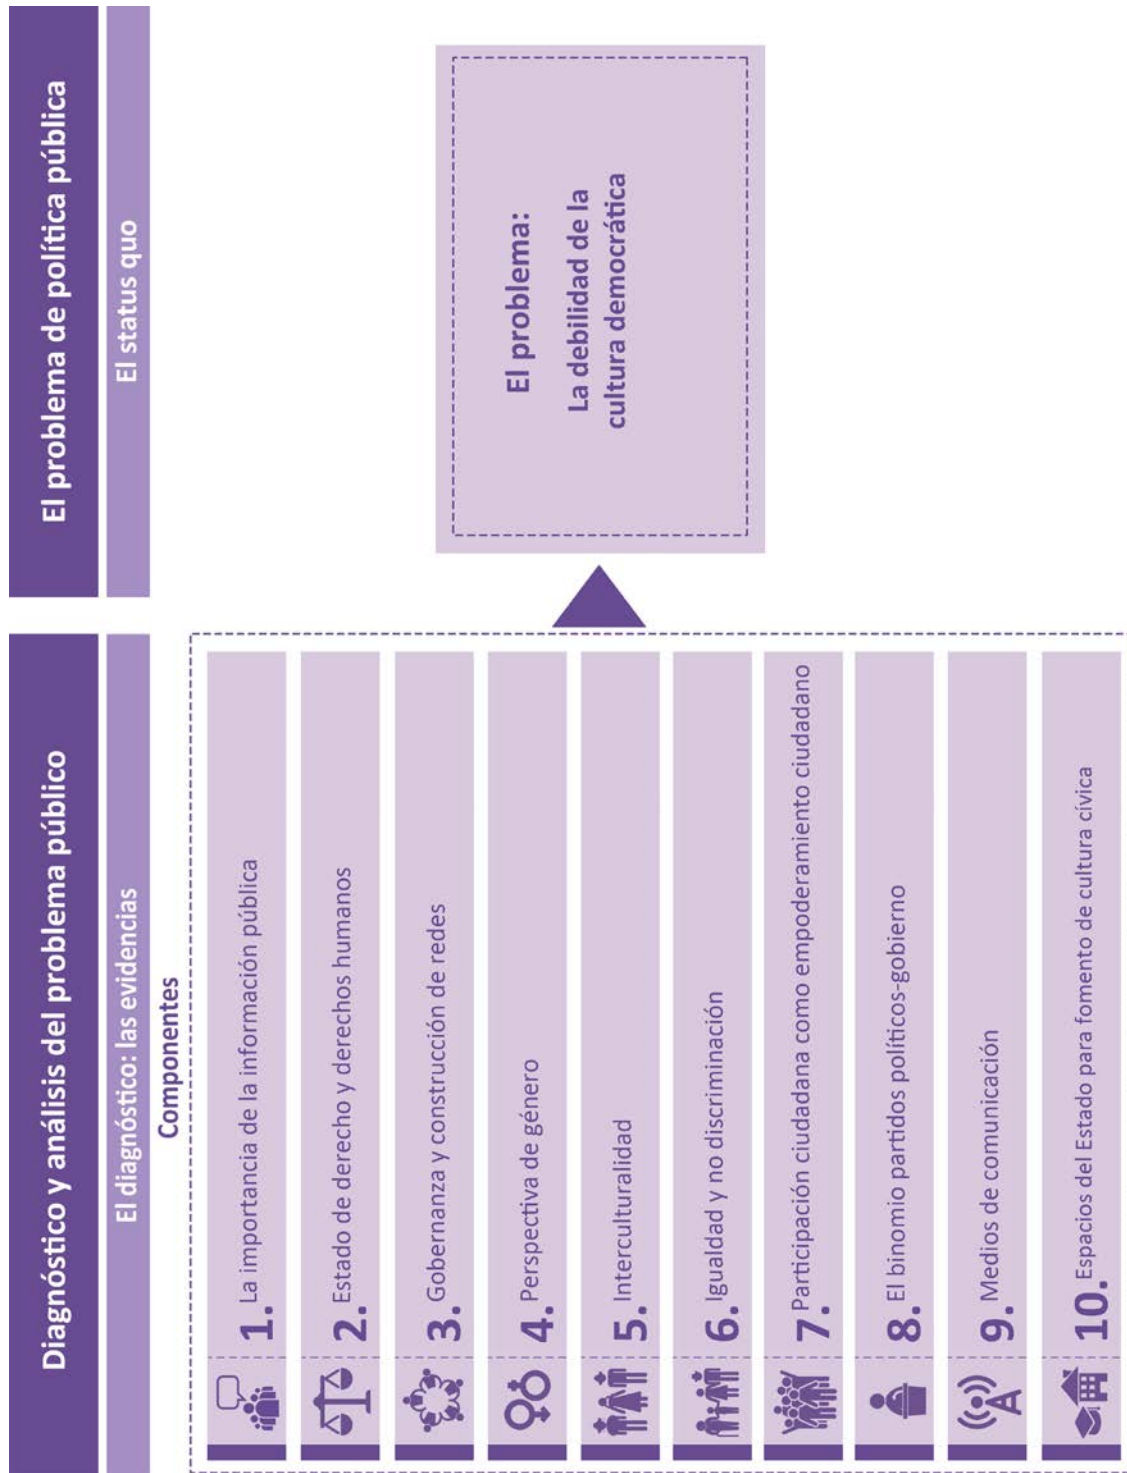 Diagnóstico y análisis del problema público
El diagnóstico: las evidencias
Componentes
1. La importancia de la información pública
2. Estado de derecho y derechos humanos
3. Gobernanza y construcción de redes
4. Perspectiva de género
5. Interculturalidad
6. Igualdad y no discriminación
7. Participación ciudadana como empoderamiento ciudadano
8. El binomio partidos políticos-gobierno
9. Medios de comunicación
10. Espacios del Estado para fomento de cultura cívica
El problema de política pública
El status quo
El problema:
La debilidad de la
cultura democrática